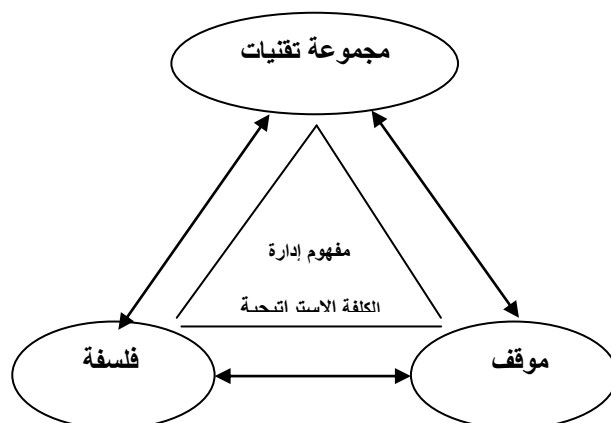 مجموعة تقنيات
مفهوم إدارة
الكلفة الاستراتيجية
فلسفة
موقف